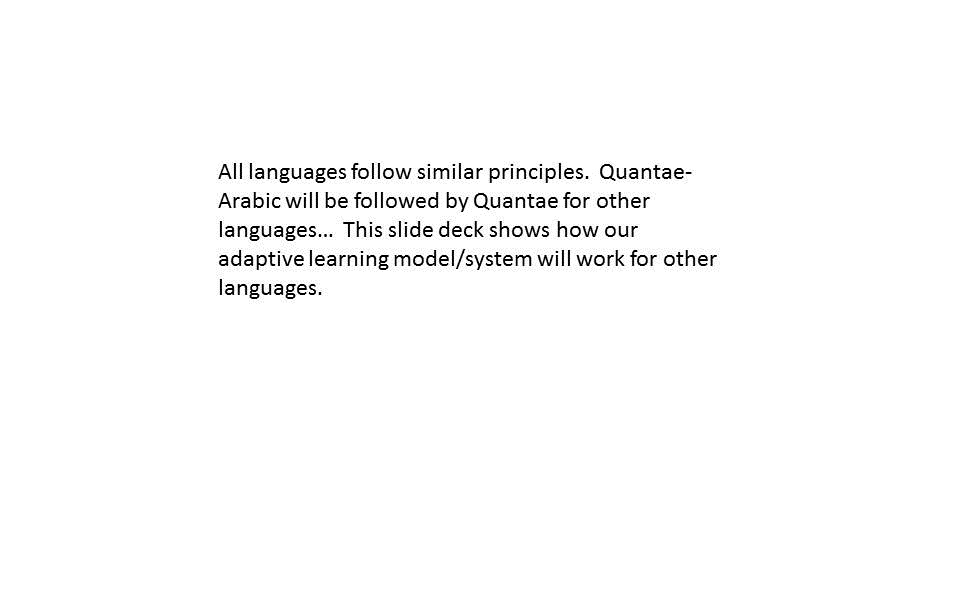 All languages follow similar principles.  Quantae-
Arabic will be followed by Quantae for other
languages...  This slide deck shows how our
adaptive learning model/system will work for other
languages.